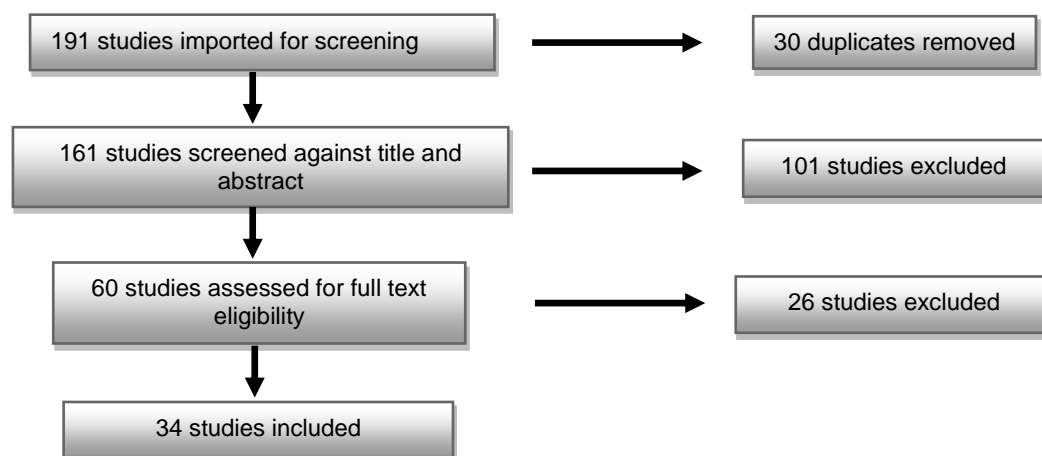 191 studies imported for screening
30 duplicates removed
161 studies screened against title and
abstract
101 studies excluded
60 studies assessed for full text
eligibility
26 studies excluded
34 studies included